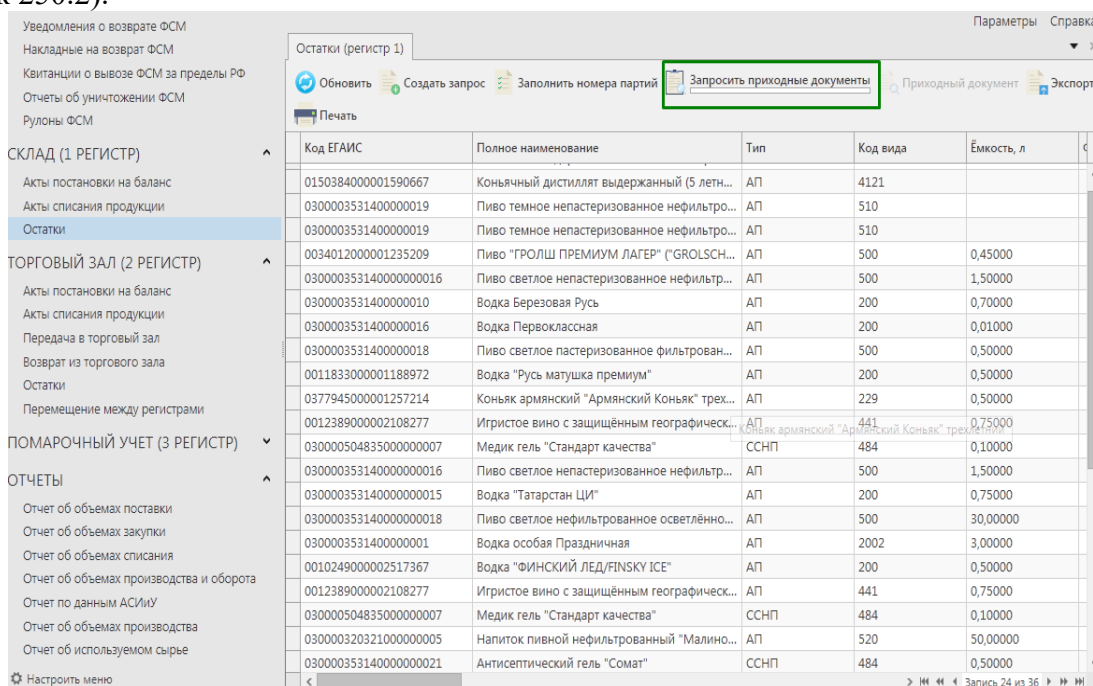 к 250.2).
Параметры Справка
Уведомления о возврате ФСМ
Накладные на возврат ФСМ
Квитанции о вывозе ФСМ за пределы РФ
Отчеты об уничтожении ФСМ
Рулоны ФСМ
СКЛАД (1 РЕГИСТР)
Акты постановки на баланс
Акты списания продукции
Остатки
ТОРГОВЫЙ ЗАЛ (2 РЕГИСТР)
Акты постановки на баланс
Акты списания продукции
Передача в торговый зал
Возврат из торгового зала
Остатки
Перемещение между регистрами
ПОМАРОЧНЫЙ УЧЕТ (3 РЕГИСТР)
ОТЧЕТЫ
Отчет об объемах поставки
Отчет об объемах закупки
Отчет об объемах списания
Отчет об объемах производства и оборота
Отчет по данным АСИиУ
Отчет об объемах производства
Отчет об используемом сырье
Настроить меню
Остатки (регистр 1)
Обновить Создать запрос Заполнить номера партий Запросить приходные документы Приходный документ Экспорт
Печать
Код ЕГАИС Полное наименование Тип Код вида Ёмкость, л
0150384000001590667 Коньячный дистиллят выдержанный (5 летн... АП 4121
0300003531400000019 Пиво темное непастеризованное нефильтро... АП 510
0300003531400000019 Пиво темное непастеризованное нефильтро... АП 510
0034012000001235209 Пиво "ГРОЛШ ПРЕМИУМ ЛАГЕР" ("GROLSCH... АП 500 0,45000
030000353140000000016 Пиво светлое непастеризованное нефильтр... АП 500 1,50000
0300003531400000010 Водка Березовая Русь АП 200 0,70000
0300003531400000016 Водка Первоклассная АП 200 0,01000
0300003531400000018 Пиво светлое пастеризованное фильтрован... АП 500 0,50000
0011833000001188972 Водка "Русь матушка премиум" АП 200 0,50000
0377945000001257214 Коньяк армянский "Армянский Коньяк" трех... АП 229 0,50000
0012389000002108277 Игристое вино с защищённым географическ... АП 441 0,75000
Коньяк армянский "Армянский Коньяк" трехлетний
030000504835000000007 Медик гель "Стандарт качества" ССНП 484 0,10000
030000353140000000016 Пиво светлое непастеризованное нефильтр... АП 500 1,50000
030000353140000000015 Водка "Татарстан ЦИ" АП 200 0,75000
030000353140000000018 Пиво светлое нефильтрованное осветлённо... АП 500 30,00000
0300003531400000001 Водка особая Праздничная АП 2002 3,00000
0010249000002517367 Водка "ФИНСКИЙ ЛЕД/FINSKY ICE" АП 200 0,50000
0012389000002108277 Игристое вино с защищённым географическ... АП 441 0,75000
030000504835000000007 Медик гель "Стандарт качества" ССНП 484 0,10000
030000320321000000005 Напиток пивной нефильтрованный "Малино... АП 520 50,00000
030000353140000000021 Антисептический гель "Сомат" ССНП 484 0,50000
Запись 24 из 36